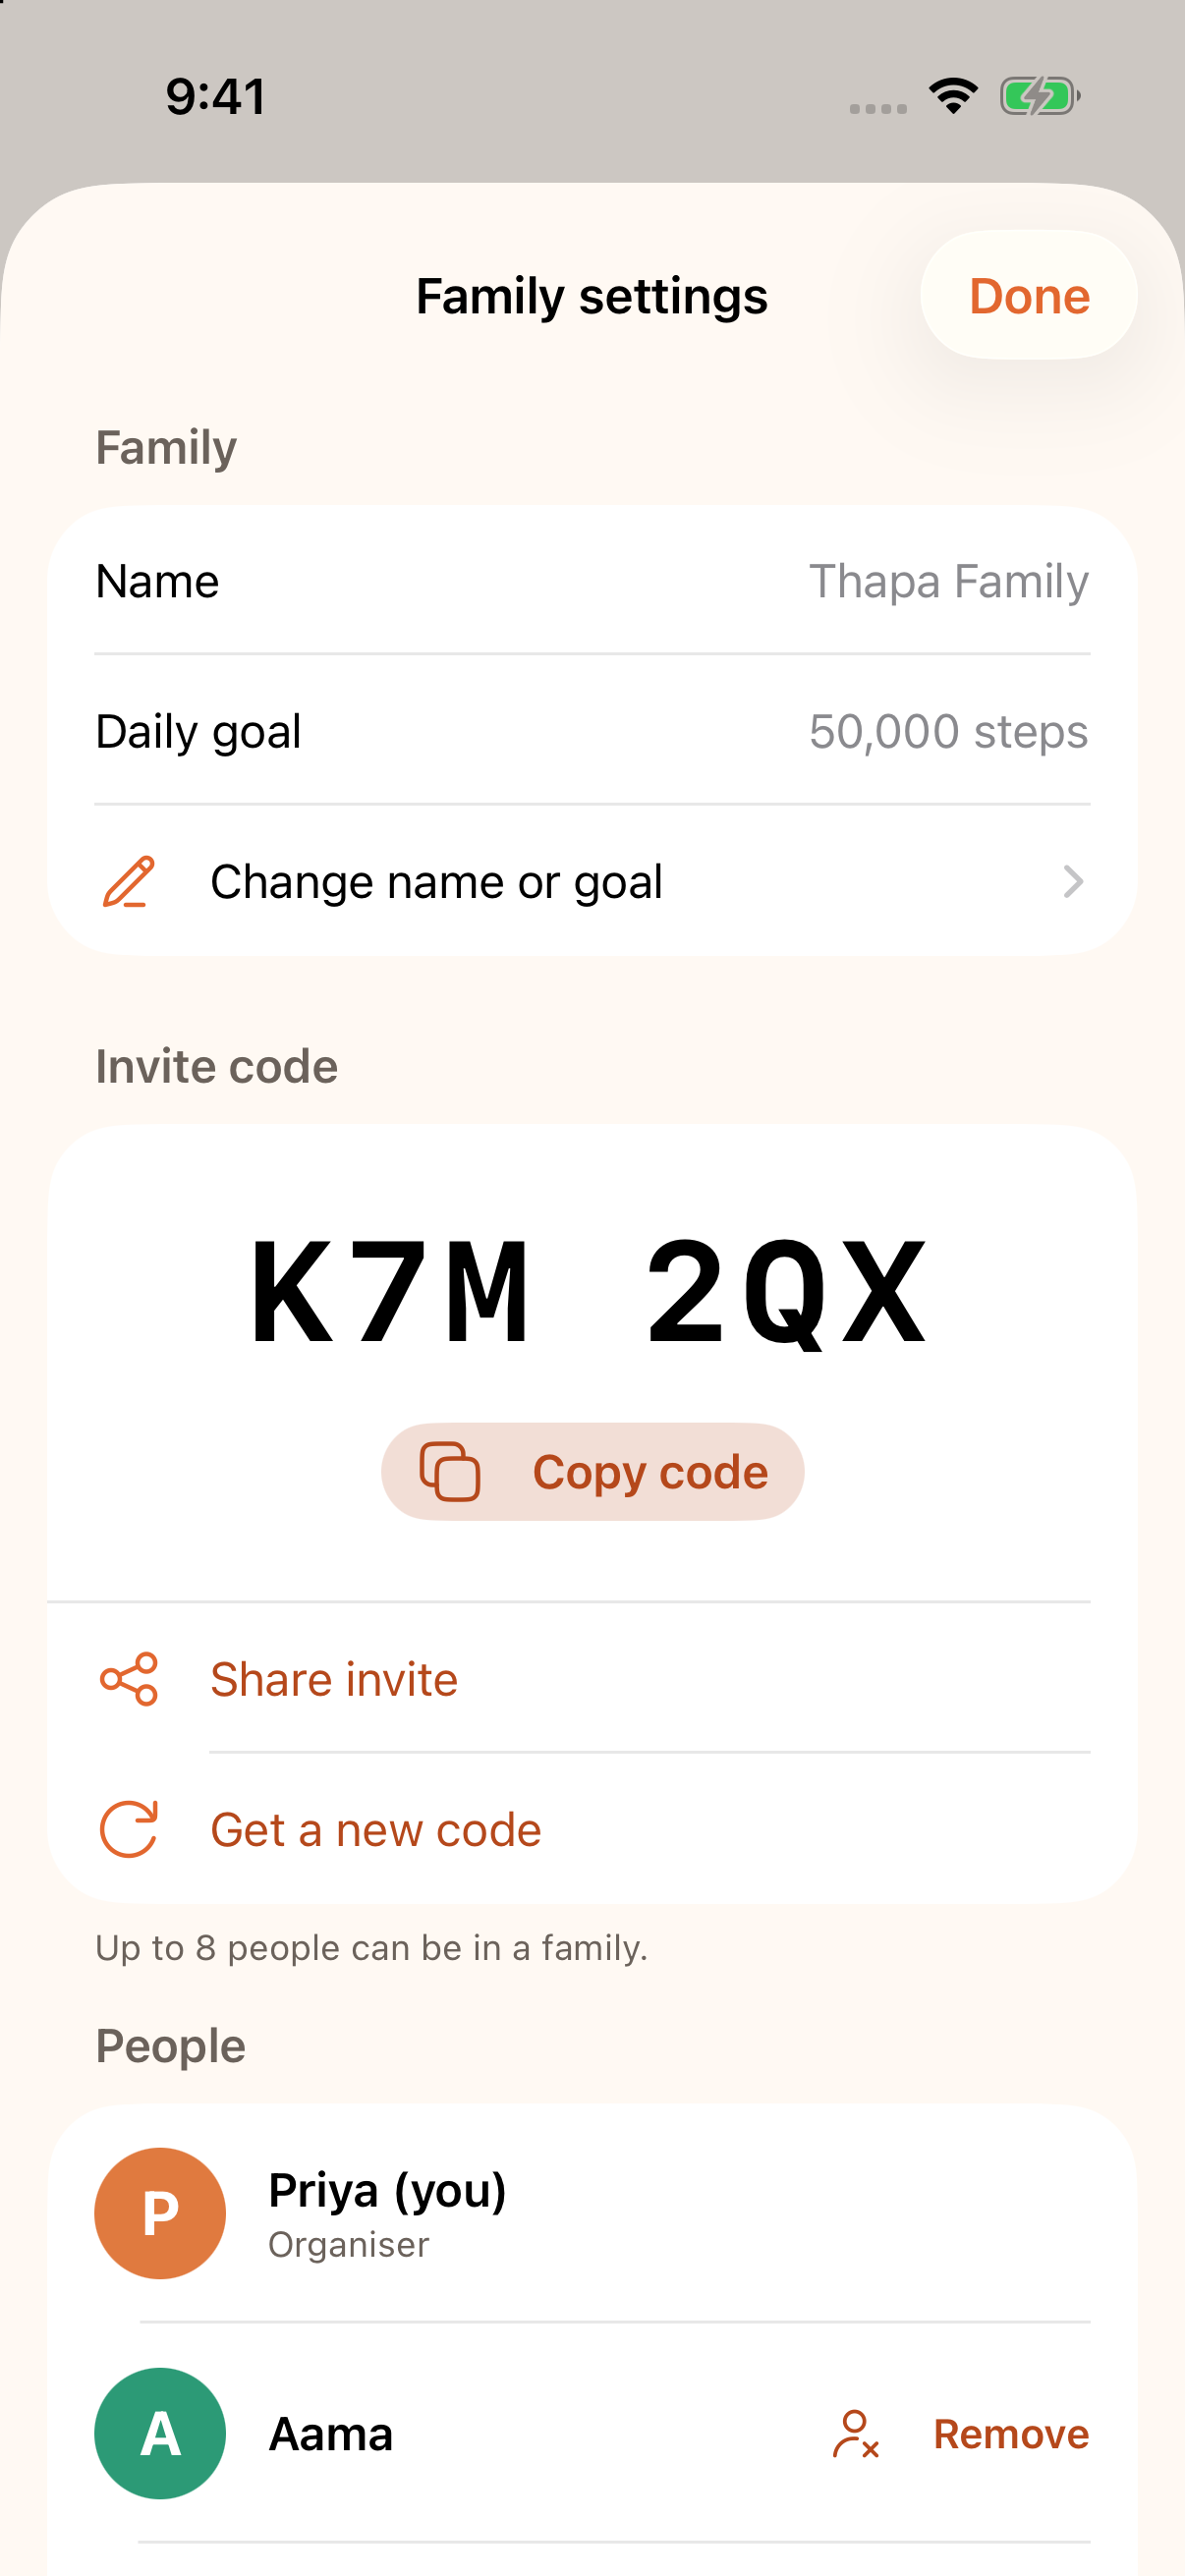 9:41
Family settings
Done
Family
Name
Thapa Family
Daily goal
50,000 steps
Change name or goal
Invite code
K7M 2QX
Copy code
Share invite
Get a new code
Up to 8 people can be in a family.
People
P
Priya (you)
Organiser
A
Aama
Remove